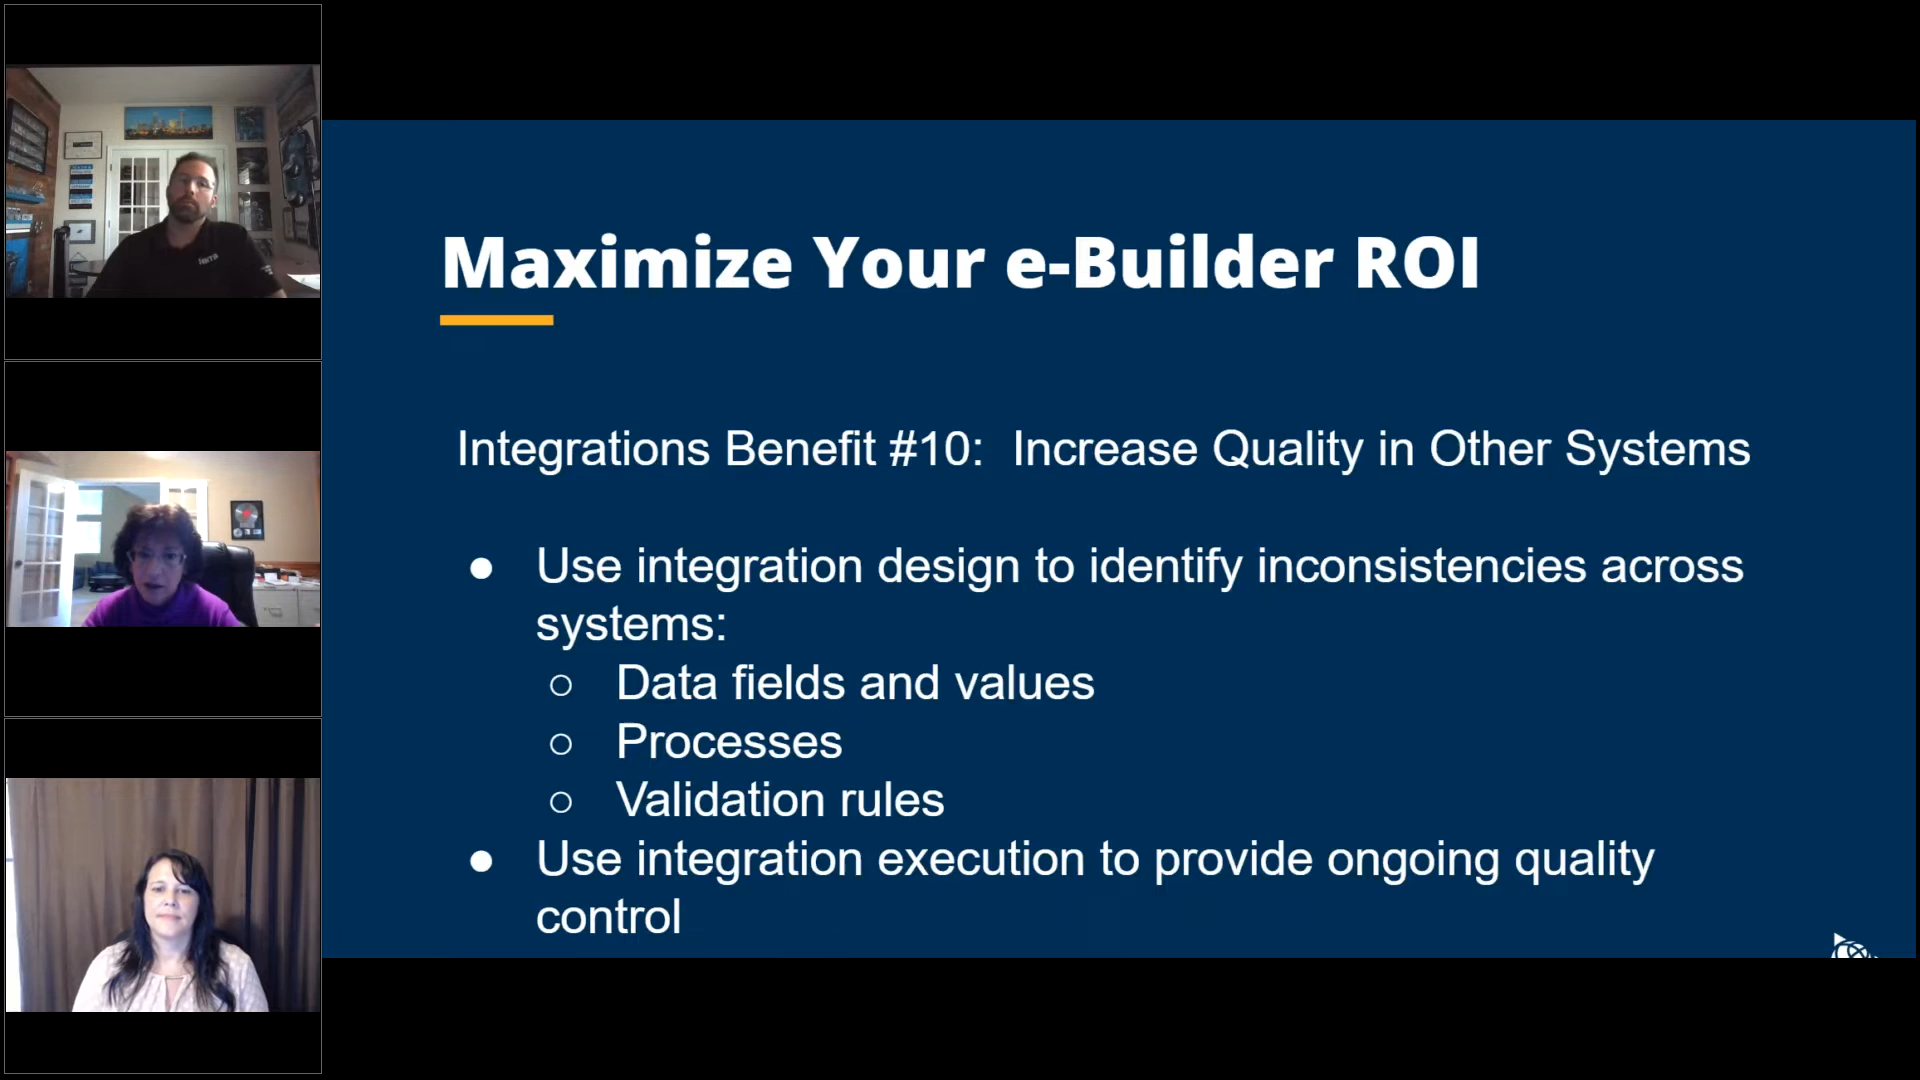 Maximize Your e-Builder ROI
Integrations Benefit #10:  Increase Quality in Other Systems
● Use integration design to identify inconsistencies across
systems:
○ Data fields and values
○ Processes
○ Validation rules
● Use integration execution to provide ongoing quality
control